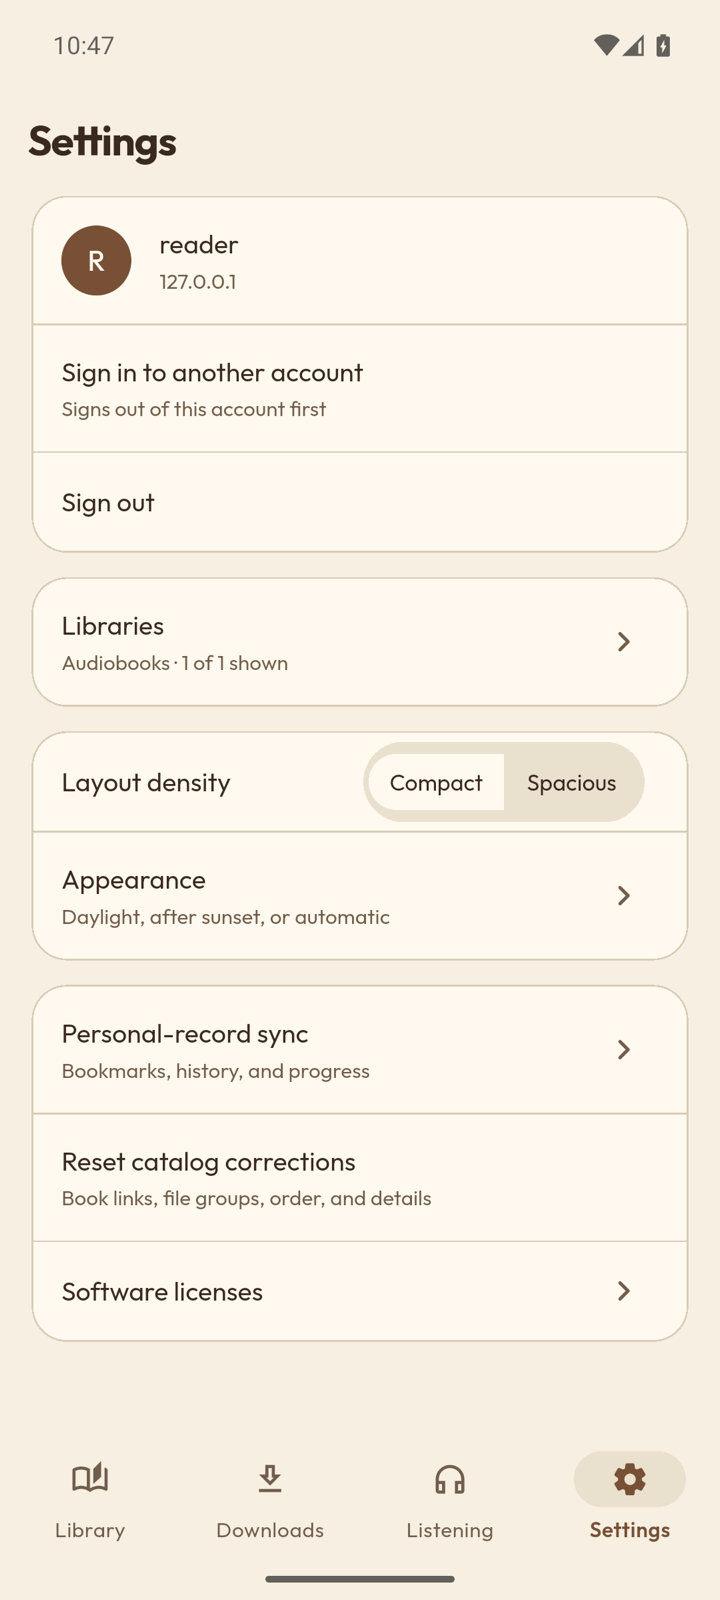 10:47
Settings
R
reader
127.0.0.1
Sign in to another account
Signs out of this account first
Sign out
Libraries
Audiobooks · 1 of 1 shown
Layout density
Compact
Spacious
Appearance
Daylight, after sunset, or automatic
Personal-record sync
Bookmarks, history, and progress
Reset catalog corrections
Book links, file groups, order, and details
Software licenses
Library
Downloads
Listening
Settings